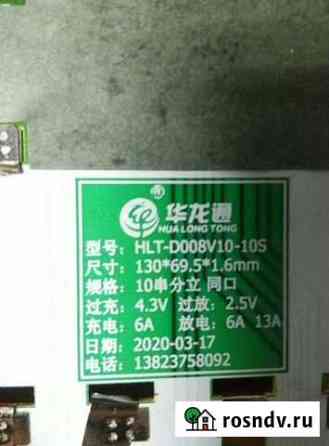 华龙通
HUA LONG TONG
型号: HLT-D008V10-10S
尺寸: 130*69.5*1.6mm
规格: 10串分立 同口
过充: 4.3V 过放: 2.5V
充电: 6A 放电: 6A 13A
日期: 2020-03-17
电话: 13823758092
rosndv.ru